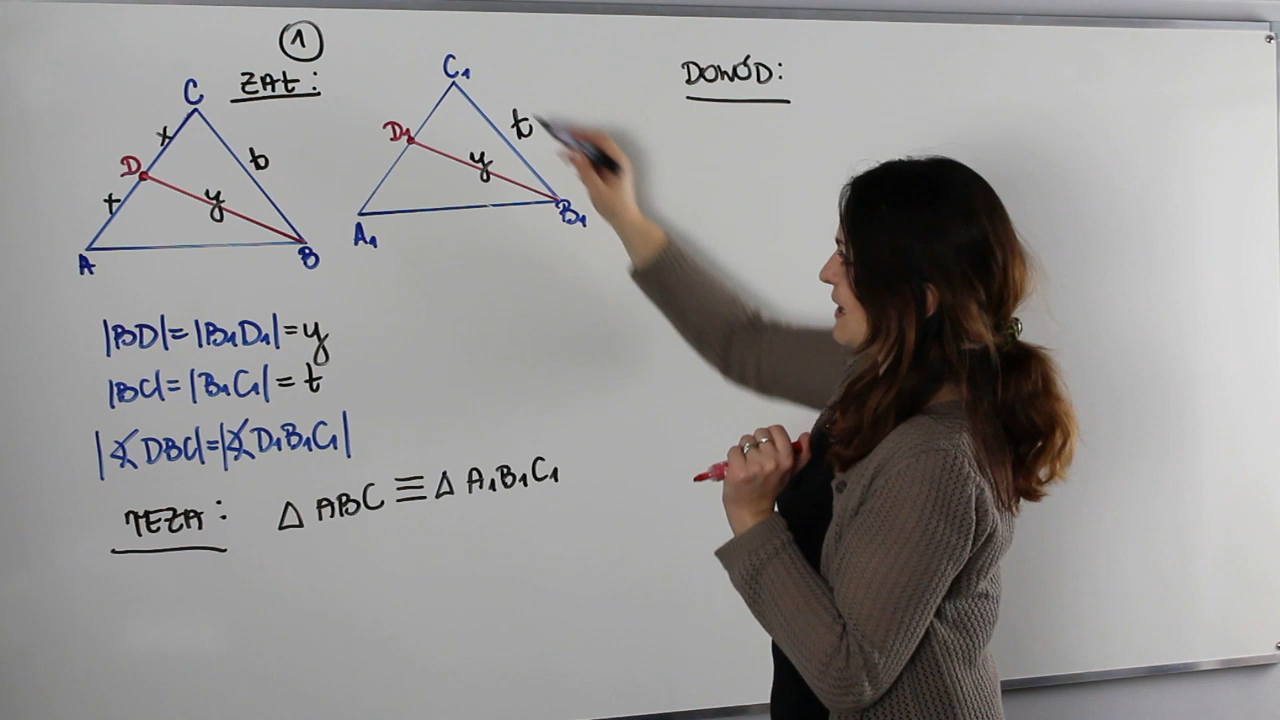 1
ZAŁ:
DOWÓD:
C
x
D
b
y
x
A
B
C₁
t
D₁
y
A₁
B₁
|BD|=|B₁D₁|=y
|BC|=|B₁C₁|=t
|∡DBC|=|∡D₁B₁C₁|
TEZA: △ABC≡△A₁B₁C₁